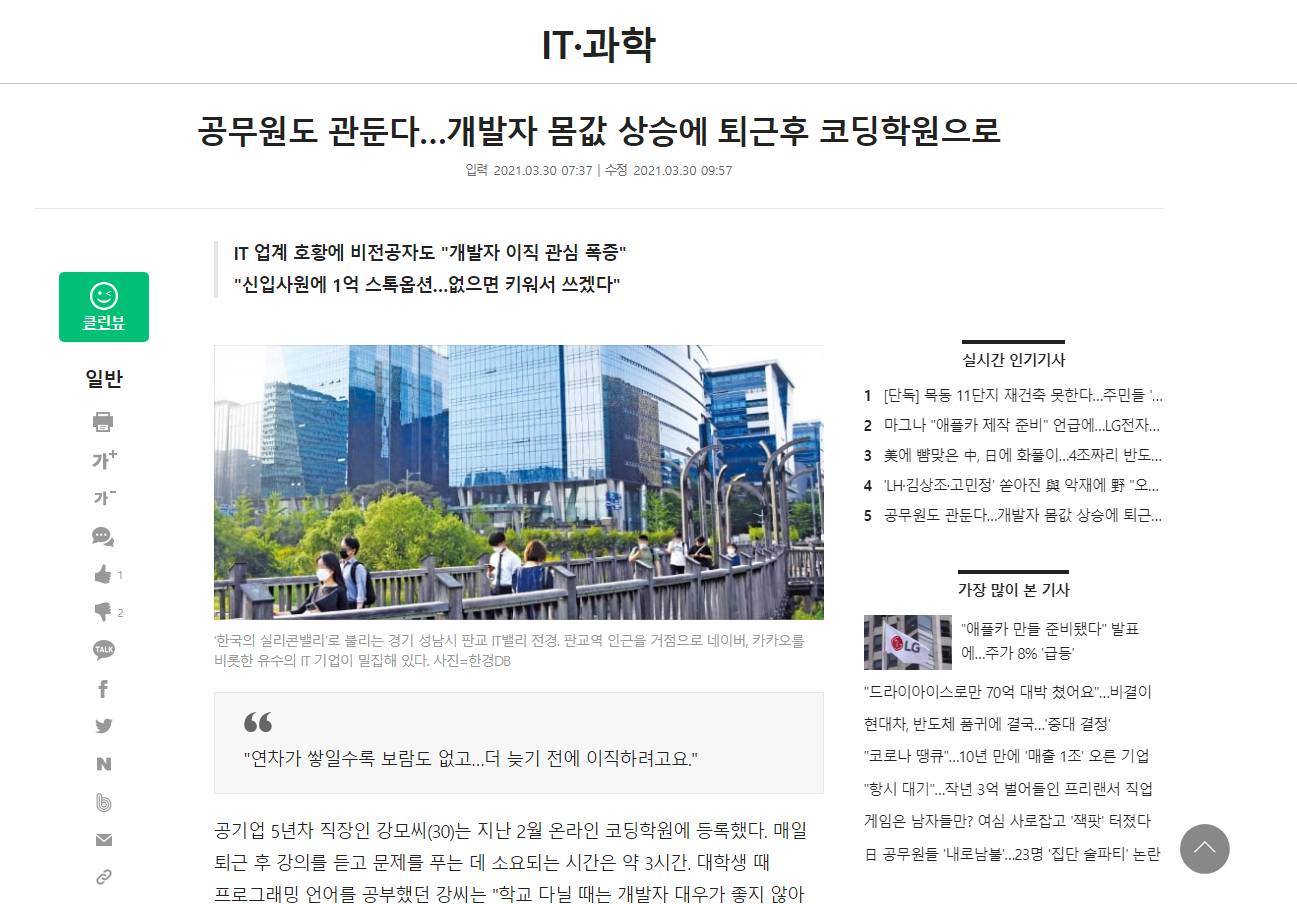 IT·과학
공무원도 관둔다...개발자 몸값 상승에 퇴근후 코딩학원으로
입력 2021.03.30 07:37 | 수정 2021.03.30 09:57
IT 업계 호황에 비전공자도 "개발자 이직 관심 폭증"
"신입사원에 1억 스톡옵션...없으면 키워서 쓰겠다"
클린뷰
일반
가+
가-
1
2
TALK
'한국의 실리콘밸리'로 불리는 경기 성남시 판교 IT밸리 전경. 판교역 인근을 거점으로 네이버, 카카오를
비롯한 유수의 IT 기업이 밀집해 있다. 사진=한경DB
"연차가 쌓일수록 보람도 없고...더 늦기 전에 이직하려고요."
공기업 5년차 직장인 강모씨(30)는 지난 2월 온라인 코딩학원에 등록했다. 매일
퇴근 후 강의를 듣고 문제를 푸는 데 소요되는 시간은 약 3시간. 대학생 때
프로그래밍 언어를 공부했던 강씨는 "학교 다닐 때는 개발자 대우가 좋지 않아
실시간 인기기사
1 [단독] 목동 11단지 재건축 못한다...주민들 '...
2 마그나 "애플카 제작 준비" 언급에...LG전자...
3 美에 뺨맞은 中, 日에 화풀이...4조짜리 반도...
4 'LH·김상조·고민정' 쏟아진 與 악재에 野 "오...
5 공무원도 관둔다...개발자 몸값 상승에 퇴근...
가장 많이 본 기사
LG
"애플카 만들 준비됐다" 발표
에...주가 8% '급등'
"드라이아이스로만 70억 대박 쳤어요"...비결이
현대차, 반도체 품귀에 결국...'중대 결정'
"코로나 땡큐"...10년 만에 '매출 1조' 오른 기업
"항시 대기"...작년 3억 벌어들인 프리랜서 직업
게임은 남자들만? 여심 사로잡고 '잭팟' 터졌다
日 공무원들 '내로남불'...23명 '집단 술파티' 논란